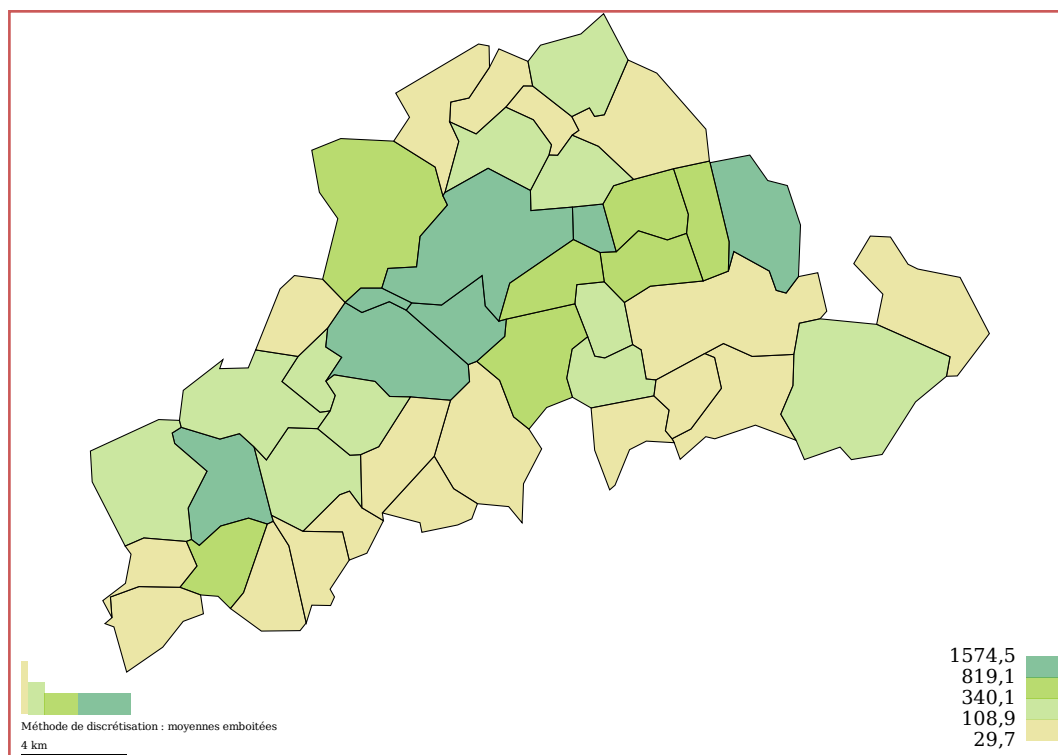 1574,5
819,1
340,1
108,9
29,7
Méthode de discrétisation : moyennes emboitées
4 km